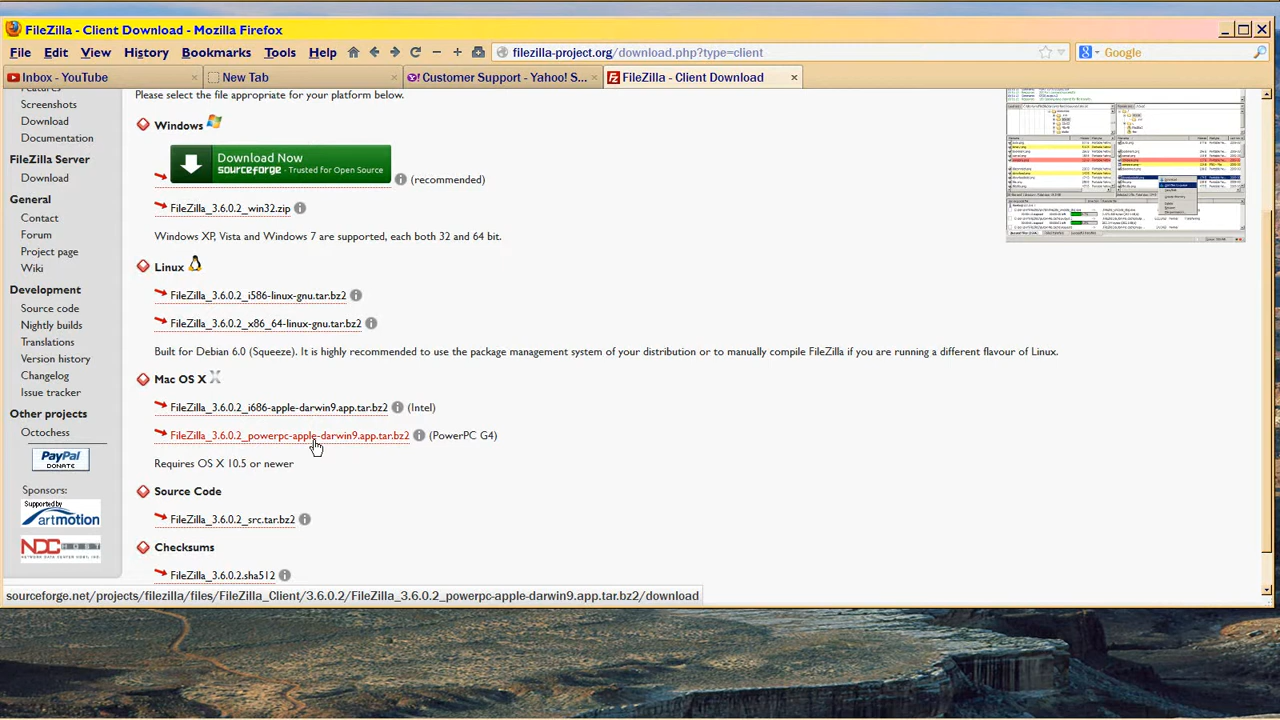 FileZilla - Client Download - Mozilla Firefox
File Edit View History Bookmarks Tools Help
filezilla-project.org/download.php?type=client
Google
Inbox - YouTube
New Tab
Customer Support - Yahoo! S...
FileZilla - Client Download
Features
Screenshots
Download
Documentation
FileZilla Server
Download
General
Contact
Forum
Project page
Wiki
Development
Source code
Nightly builds
Translations
Version history
Changelog
Issue tracker
Other projects
Octochess
PayPal
DONATE
Sponsors:
Supported by
artmotion
NDCHOST
Please select the file appropriate for your platform below.
Windows
Download Now
sourceforge - Trusted for Open Source
i (recommended)
FileZilla_3.6.0.2_win32.zip i
Windows XP, Vista and Windows 7 are supported, each both 32 and 64 bit.
Linux
FileZilla_3.6.0.2_i586-linux-gnu.tar.bz2 i
FileZilla_3.6.0.2_x86_64-linux-gnu.tar.bz2 i
Built for Debian 6.0 (Squeeze). It is highly recommended to use the package management system of your distribution or to manually compile FileZilla if you are running a different flavour of Linux.
Mac OS X
FileZilla_3.6.0.2_i686-apple-darwin9.app.tar.bz2 i (Intel)
FileZilla_3.6.0.2_powerpc-apple-darwin9.app.tar.bz2 i (PowerPC G4)
Requires OS X 10.5 or newer
Source Code
FileZilla_3.6.0.2_src.tar.bz2 i
Checksums
FileZilla_3.6.0.2.sha512 i
sourceforge.net/projects/filezilla/files/FileZilla_Client/3.6.0.2/FileZilla_3.6.0.2_powerpc-apple-darwin9.app.tar.bz2/download